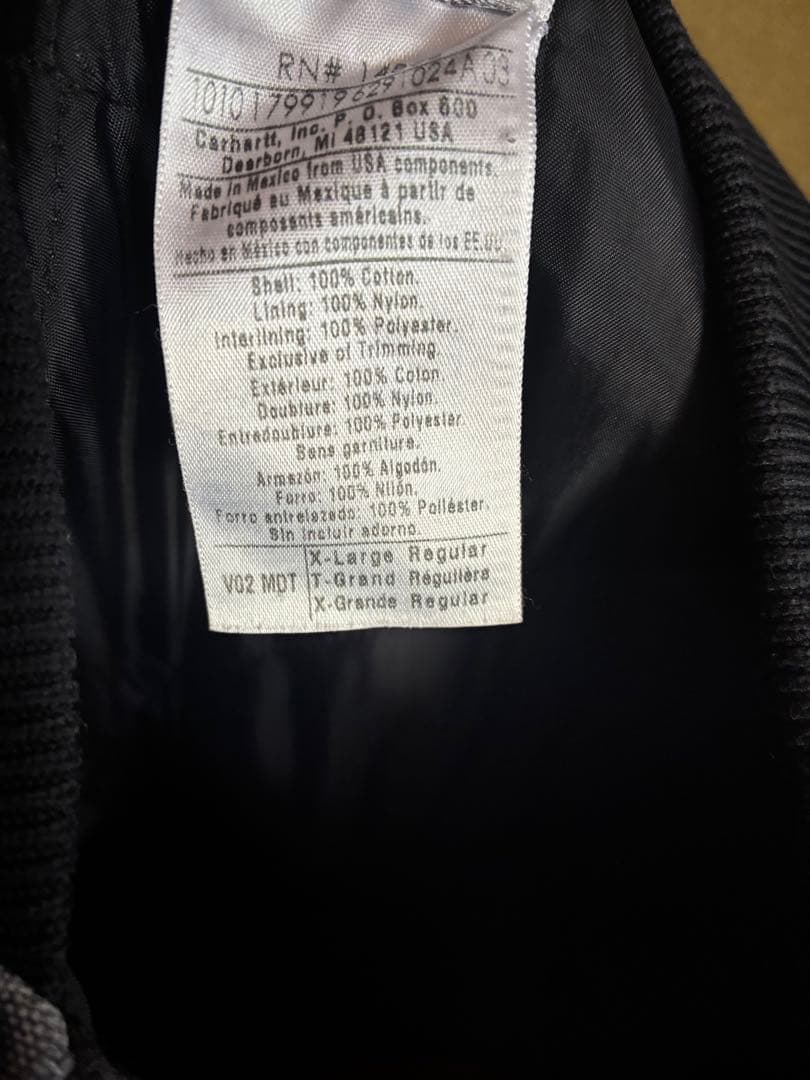 RN# 1024A03
Carhartt, Inc. P. O. Box 600
Dearborn, MI 48121 USA
Made in Mexico from USA components.
Fabriqué au Mexique à partir de
composants américains.
Hecho en México con componentes de los EE.UU.
Shell: 100% Cotton.
Lining: 100% Nylon.
Interlining: 100% Polyester.
Exclusive of Trimming.
Extérieur: 100% Coton.
Doublure: 100% Nylon.
Entredoublure: 100% Polyester.
Sans garniture.
Armazón: 100% Algodón.
Forro: 100% Nilón.
Forro entrelazado: 100% Poliéster.
Sin incluir adorno.
V02 MDT
X-Large Regular
T-Grand Régulière
X-Grande Regular